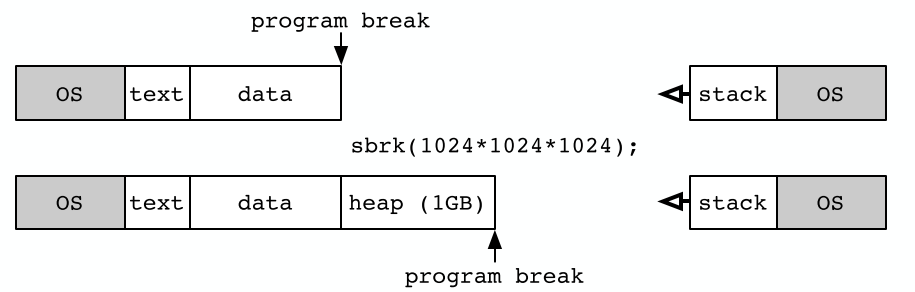 program break
OS text data stack OS
sbrk(1024*1024*1024);
OS text data heap (1GB) stack OS
program break